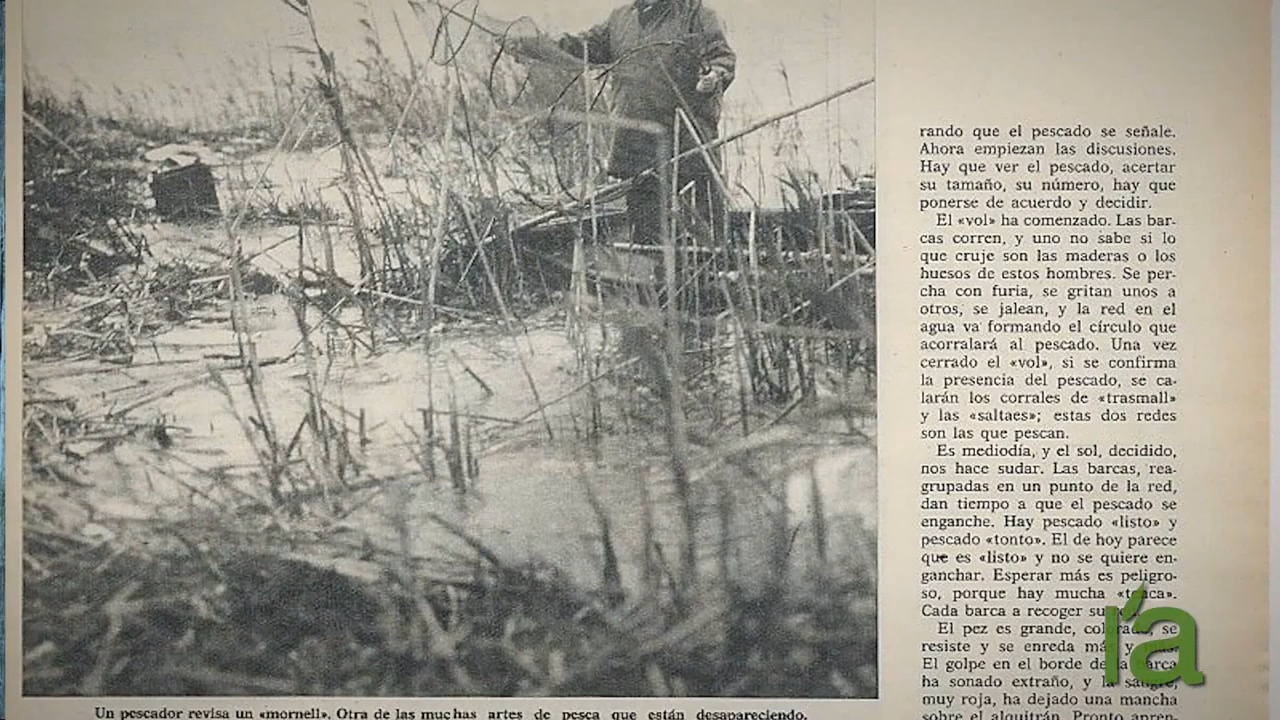 rando que el pescado se señale.
Ahora empiezan las discusiones.
Hay que ver el pescado, acertar
su tamaño, su número, hay que
ponerse de acuerdo y decidir.
El «vol» ha comenzado. Las bar-
cas corren, y uno no sabe si lo
que cruje son las maderas o los
huesos de estos hombres. Se per-
cha con furia, se gritan unos a
otros, se jalean, y la red en el
agua va formando el círculo que
acorralará al pescado. Una vez
cerrado el «vol», si se confirma
la presencia del pescado, se ca-
larán los corrales de «trasmall»
y las «saltaes»; estas dos redes
son las que pescan.
Es mediodía, y el sol, decidido,
nos hace sudar. Las barcas, rea-
grupadas en un punto de la red,
dan tiempo a que el pescado se
enganche. Hay pescado «listo» y
pescado «tonto». El de hoy parece
que es «listo» y no se quiere en-
ganchar. Esperar más es peligro-
so, porque hay mucha
Cada barca a recoger
El pez es grande, colorado, se
resiste y se enreda más y
El golpe en el borde de la barca
ha sonado extraño, y la sangre,
muy roja, ha dejado una mancha
sobre el alquitrán. Pronto apren-
l'a
Un pescador revisa un «mornell». Otra de las muchas artes de pesca que están desapareciendo.